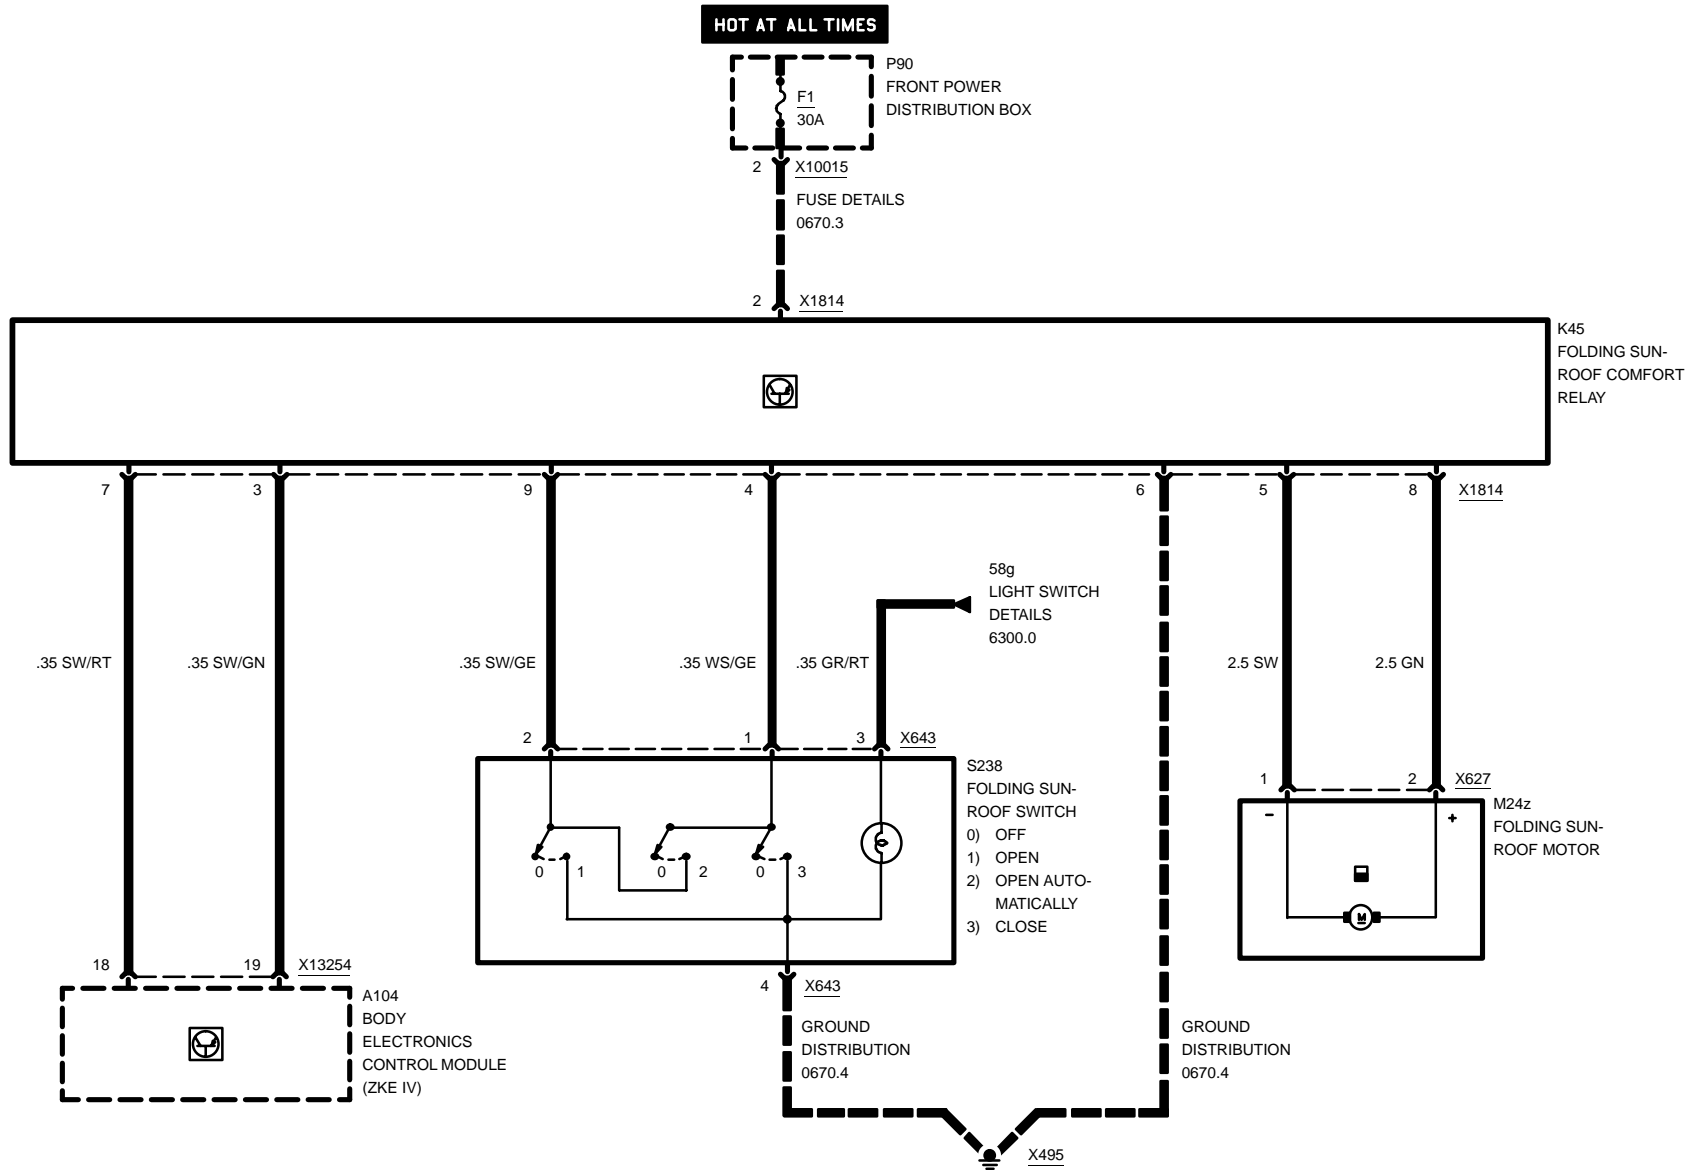 HOT AT ALL TIMES
P90
FRONT POWER
DISTRIBUTION BOX
F1
30A
2 X10015
FUSE DETAILS
0670.3
2 X1814
K45
FOLDING SUN-
ROOF COMFORT
RELAY
7 3 9 4 6 5 8 X1814
58g
LIGHT SWITCH
DETAILS
6300.0
.35 SW/RT .35 SW/GN .35 SW/GE .35 WS/GE .35 GR/RT 2.5 SW 2.5 GN
2 1 3 X643
S238
FOLDING SUN-
ROOF SWITCH
0) OFF
1) OPEN
2) OPEN AUTO-
MATICALLY
3) CLOSE
0 1 0 2 0 3
1 2 X627
M24z
FOLDING SUN-
ROOF MOTOR
- +
M
18 19 X13254
A104
BODY
ELECTRONICS
CONTROL MODULE
(ZKE IV)
4 X643
GROUND
DISTRIBUTION
0670.4
GROUND
DISTRIBUTION
0670.4
X495